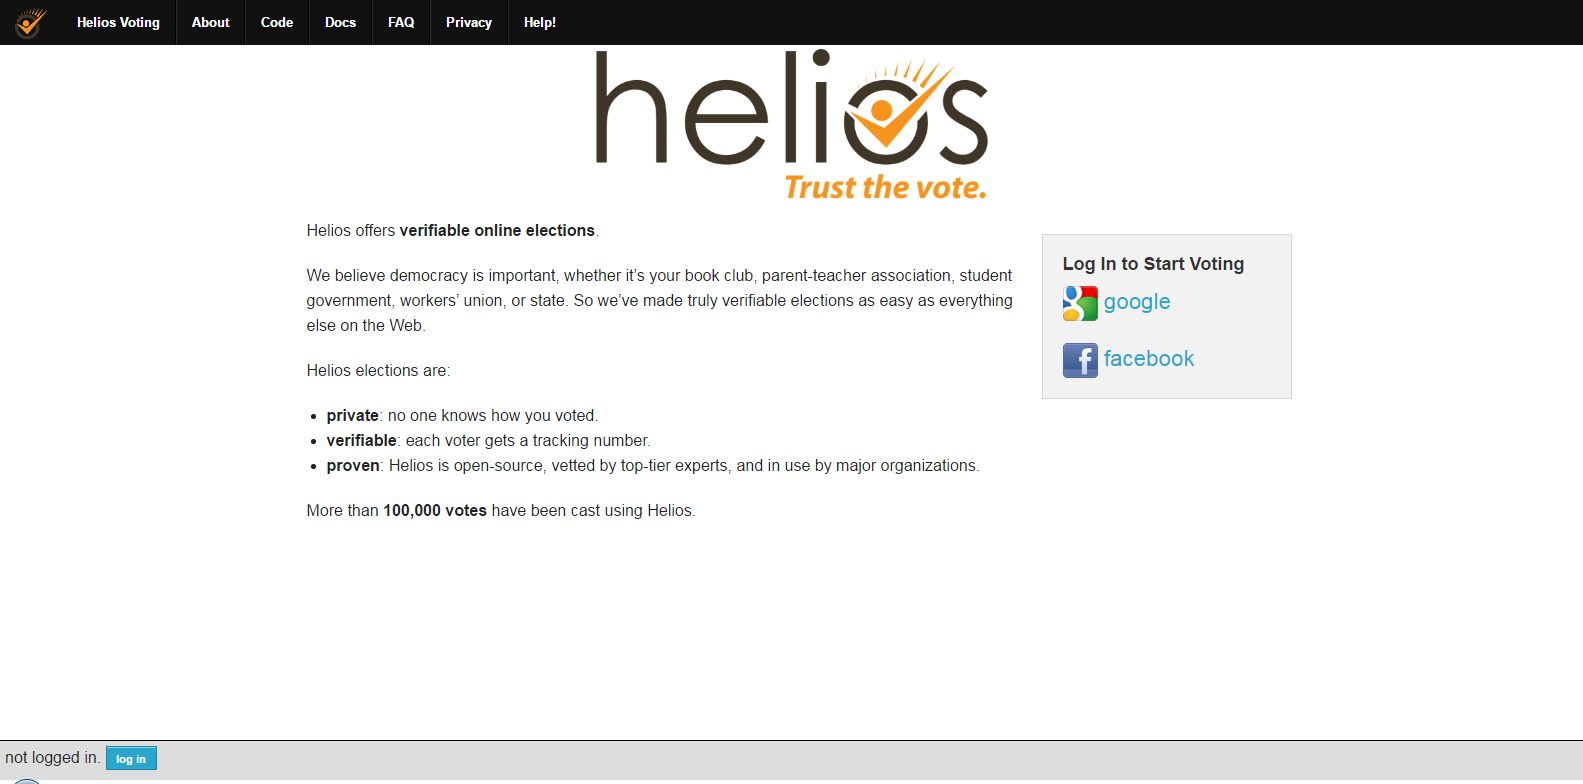 Helios Voting About Code Docs FAQ Privacy Help!
helios
Trust the vote.
Helios offers verifiable online elections.
We believe democracy is important, whether it’s your book club, parent-teacher association, student
government, workers’ union, or state. So we’ve made truly verifiable elections as easy as everything
else on the Web.
Helios elections are:
• private: no one knows how you voted.
• verifiable: each voter gets a tracking number.
• proven: Helios is open-source, vetted by top-tier experts, and in use by major organizations.
More than 100,000 votes have been cast using Helios.
Log In to Start Voting
google
facebook
not logged in. log in